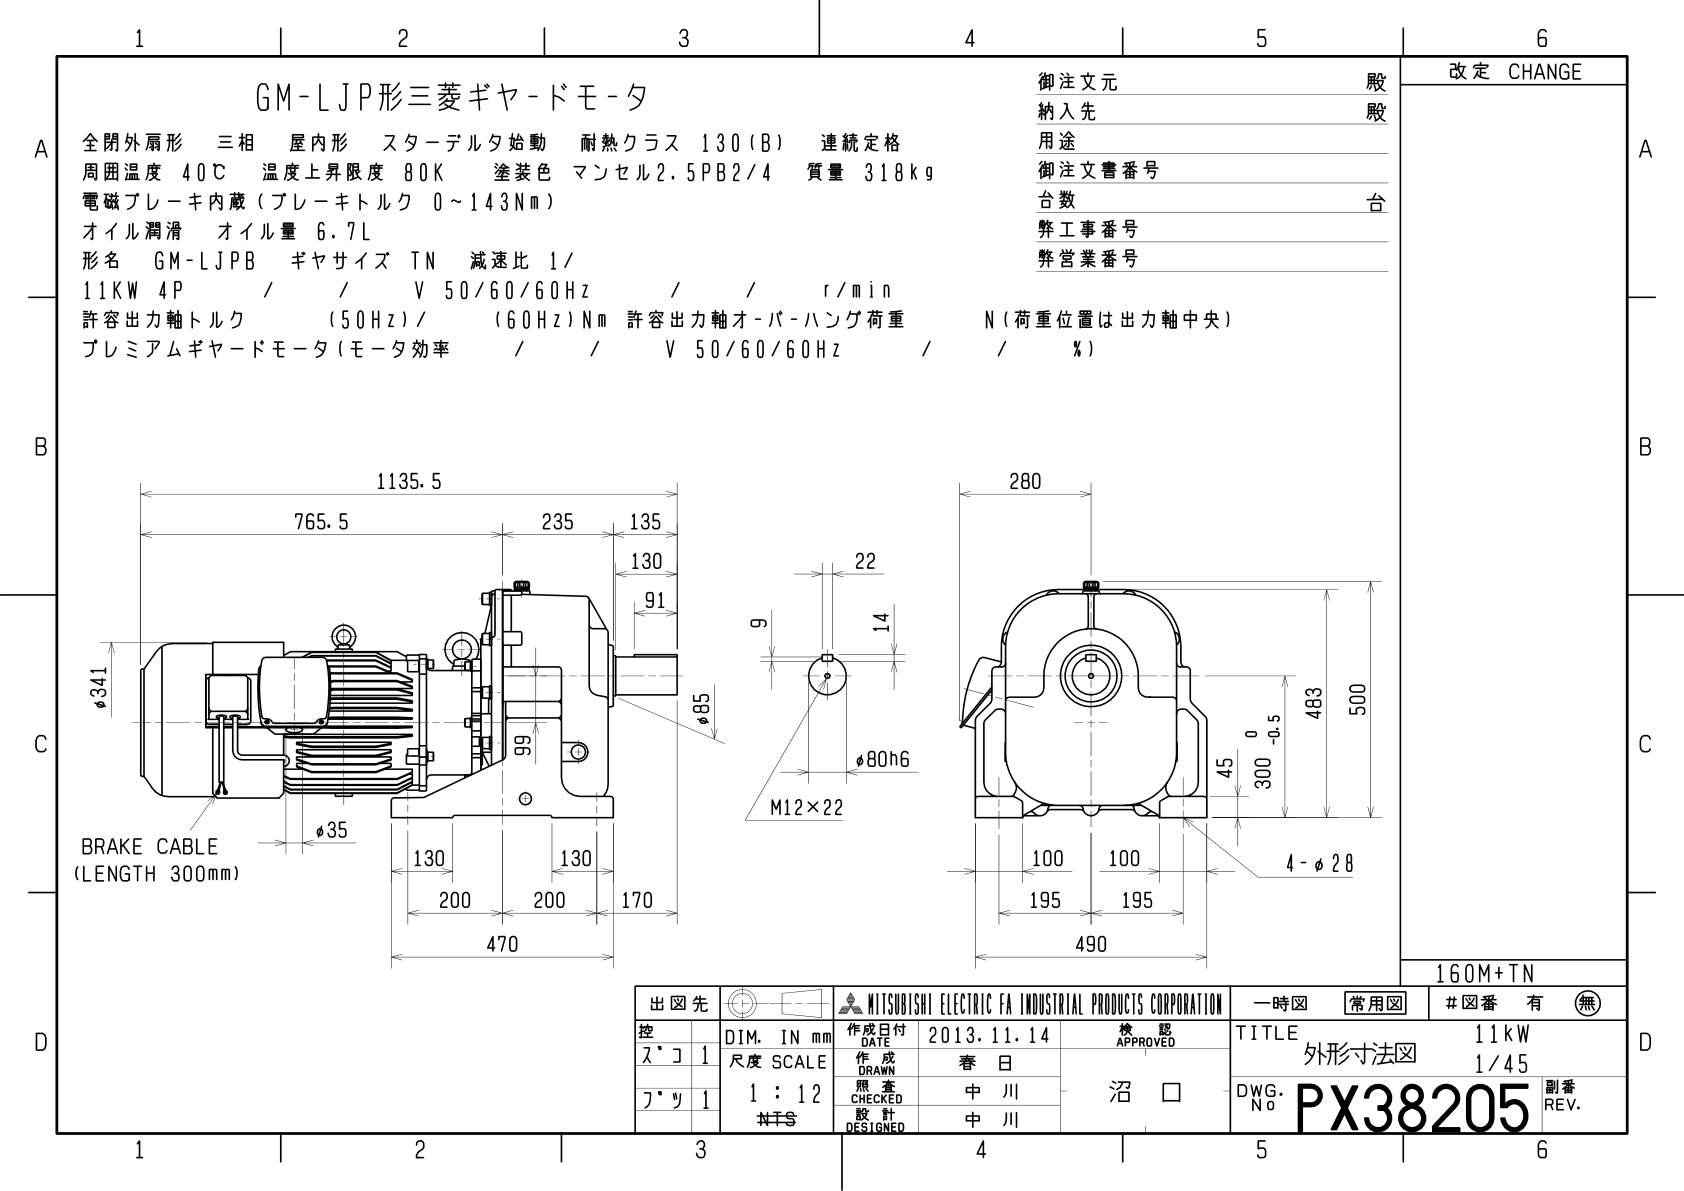 1 2 3 4 5 6
改定 CHANGE
GM-LJP形三菱ギヤードモータ
全閉外扇形 三相 屋内形 スターデルタ始動 耐熱クラス 130(B) 連続定格
周囲温度 40℃ 温度上昇限度 80K 塗装色 マンセル2.5PB2/4 質量 318kg
電磁ブレーキ内蔵(ブレーキトルク 0~143Nm)
オイル潤滑 オイル量 6.7L
形名 GM-LJPB ギヤサイズ TN 減速比 1/
11KW 4P / / V 50/60/60Hz / / r/min
許容出力軸トルク (50Hz)/ (60Hz)Nm 許容出力軸オーバーハング荷重 N(荷重位置は出力軸中央)
プレミアムギヤードモータ(モータ効率 / / V 50/60/60Hz / / %)
御注文元 殿
納入先 殿
用途
御注文書番号
台数 台
弊工事番号
弊営業番号
A A
B B
C C
D D
1135.5
765.5 235 135
130
91
φ341
φ85
99
φ35
BRAKE CABLE
(LENGTH 300mm)
130 130
200 200 170
470
22
9
14
φ80h6
M12×22
280
483
500
45
300 0 -0.5
4-φ28
100 100
195 195
490
160M+TN
出図先
控
ズコ 1
ブツ 1
DIM. IN mm
尺度 SCALE
1 : 12
NTS
MITSUBISHI ELECTRIC FA INDUSTRIAL PRODUCTS CORPORATION
作成日付 DATE 2013.11.14
作成 DRAWN 春日
照査 CHECKED 中川
設計 DESIGNED 中川
検認 APPROVED
沼口
一時図 常用図 #図番 有 無
TITLE 11kW
外形寸法図 1/45
DWG. No PX38205
副番 REV.
1 2 3 4 5 6